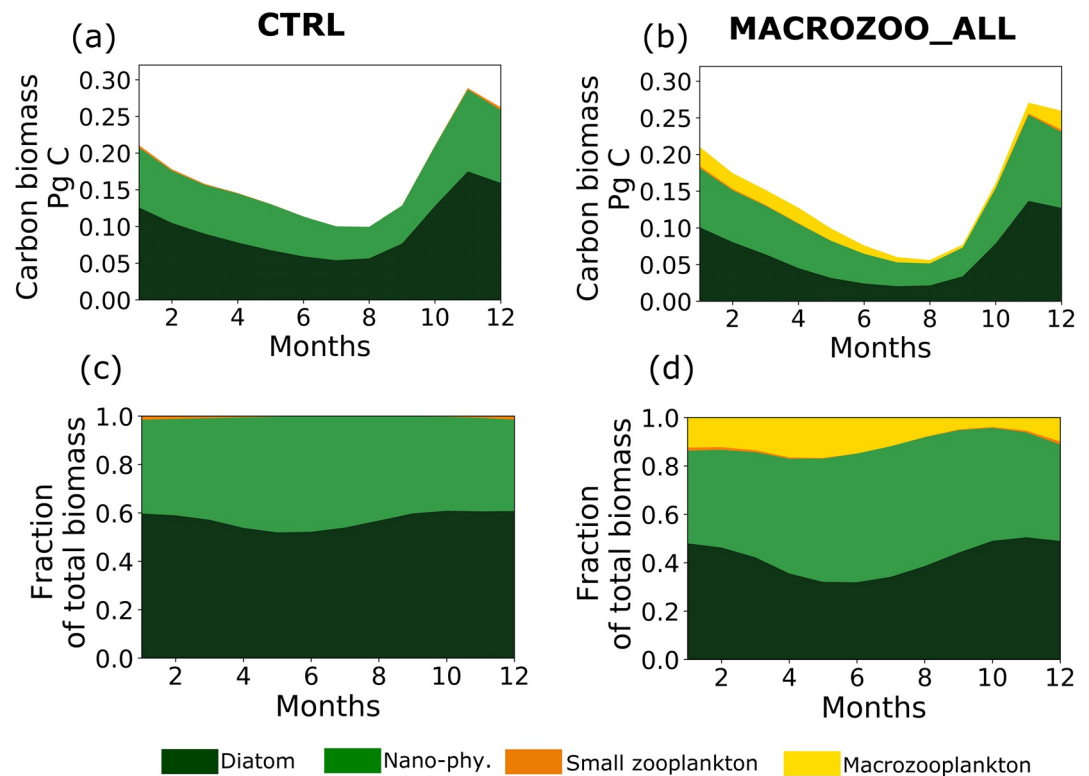 CTRL
MACROZOO_ALL
(a)
(b)
Carbon biomass
Pg C
0.30
0.25
0.20
0.15
0.10
0.05
0.00
2 4 6 8 10 12
Months
Carbon biomass
Pg C
0.30
0.25
0.20
0.15
0.10
0.05
0.00
2 4 6 8 10 12
Months
(c)
(d)
Fraction
of total biomass
1.0
0.8
0.6
0.4
0.2
0.0
2 4 6 8 10 12
Months
Fraction
of total biomass
1.0
0.8
0.6
0.4
0.2
0.0
2 4 6 8 10 12
Months
Diatom Nano-phy. Small zooplankton Macrozooplankton